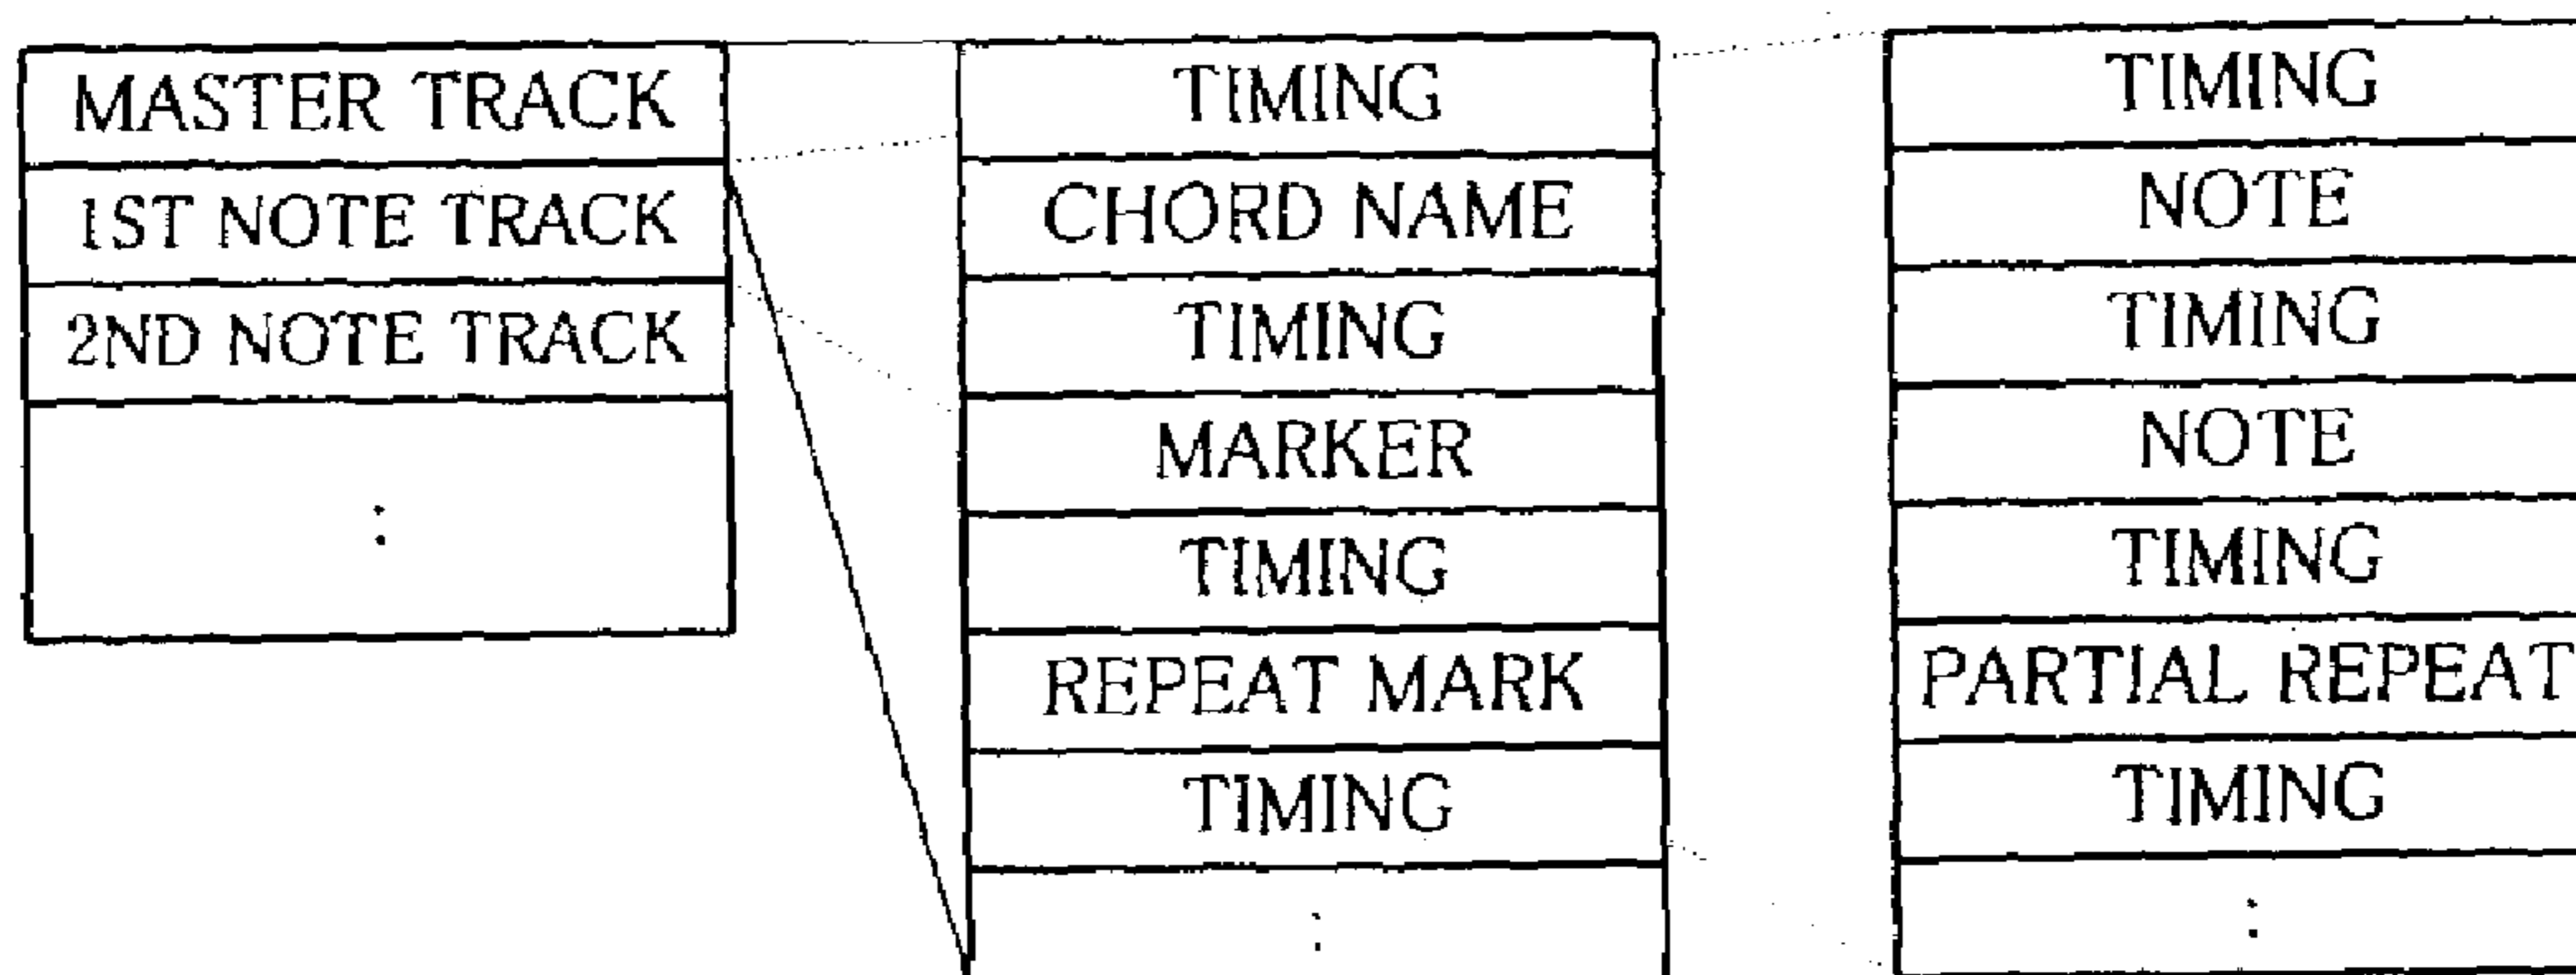 MASTER TRACK
1ST NOTE TRACK
2ND NOTE TRACK
:
TIMING
CHORD NAME
TIMING
MARKER
TIMING
REPEAT MARK
TIMING
:
TIMING
NOTE
TIMING
NOTE
TIMING
PARTIAL REPEAT
TIMING
: